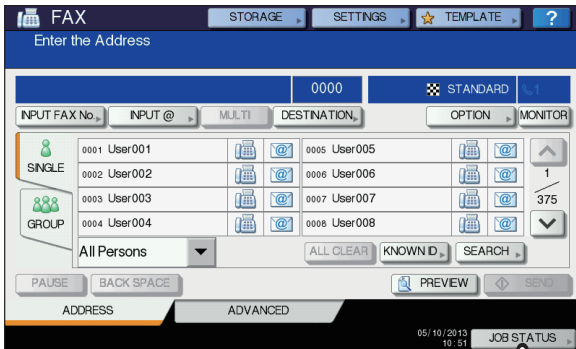 FAX STORAGE SETTINGS TEMPLATE ?
Enter the Address
0000 STANDARD 1
INPUT FAX No. INPUT @ MULTI DESTINATION OPTION MONITOR
SINGLE
0001 User001 @ 0005 User005 @
0002 User002 @ 0006 User006 @
1
0003 User003 @ 0007 User007 @
375
GROUP
0004 User004 @ 0008 User008 @
All Persons ALL CLEAR KNOWN ID SEARCH
PAUSE BACK SPACE PREVIEW SEND
ADDRESS ADVANCED
05/10/2013
10:51
JOB STATUS